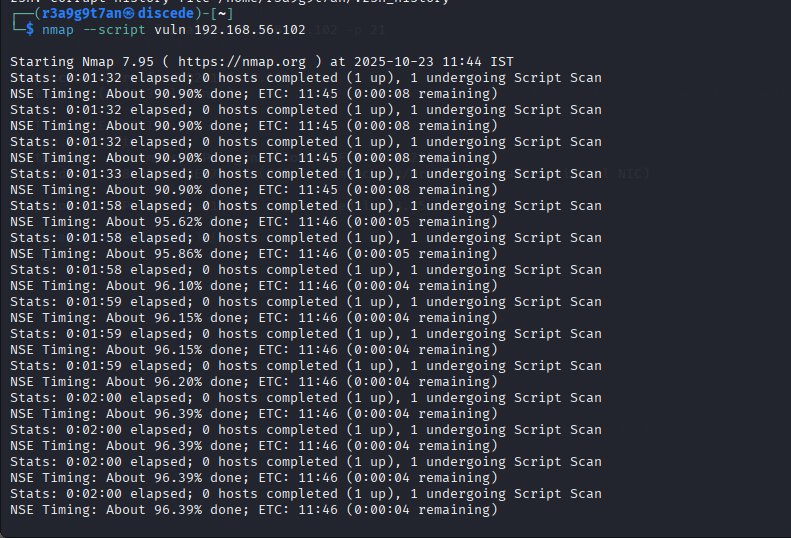 zsh: corrupt history file /home/r3a9g9t7an/.zsh_history
┌──(r3a9g9t7an㉿discede)-[~]
└─$ nmap --script vuln 192.168.56.102
Starting Nmap 7.95 ( https://nmap.org ) at 2025-10-23 11:44 IST
Stats: 0:01:32 elapsed; 0 hosts completed (1 up), 1 undergoing Script Scan
NSE Timing: About 90.90% done; ETC: 11:45 (0:00:08 remaining)
Stats: 0:01:32 elapsed; 0 hosts completed (1 up), 1 undergoing Script Scan
NSE Timing: About 90.90% done; ETC: 11:45 (0:00:08 remaining)
Stats: 0:01:32 elapsed; 0 hosts completed (1 up), 1 undergoing Script Scan
NSE Timing: About 90.90% done; ETC: 11:45 (0:00:08 remaining)
Stats: 0:01:33 elapsed; 0 hosts completed (1 up), 1 undergoing Script Scan
NSE Timing: About 90.90% done; ETC: 11:45 (0:00:08 remaining)
Stats: 0:01:58 elapsed; 0 hosts completed (1 up), 1 undergoing Script Scan
NSE Timing: About 95.62% done; ETC: 11:46 (0:00:05 remaining)
Stats: 0:01:58 elapsed; 0 hosts completed (1 up), 1 undergoing Script Scan
NSE Timing: About 95.86% done; ETC: 11:46 (0:00:05 remaining)
Stats: 0:01:58 elapsed; 0 hosts completed (1 up), 1 undergoing Script Scan
NSE Timing: About 96.10% done; ETC: 11:46 (0:00:04 remaining)
Stats: 0:01:59 elapsed; 0 hosts completed (1 up), 1 undergoing Script Scan
NSE Timing: About 96.15% done; ETC: 11:46 (0:00:04 remaining)
Stats: 0:01:59 elapsed; 0 hosts completed (1 up), 1 undergoing Script Scan
NSE Timing: About 96.15% done; ETC: 11:46 (0:00:04 remaining)
Stats: 0:01:59 elapsed; 0 hosts completed (1 up), 1 undergoing Script Scan
NSE Timing: About 96.20% done; ETC: 11:46 (0:00:04 remaining)
Stats: 0:02:00 elapsed; 0 hosts completed (1 up), 1 undergoing Script Scan
NSE Timing: About 96.39% done; ETC: 11:46 (0:00:04 remaining)
Stats: 0:02:00 elapsed; 0 hosts completed (1 up), 1 undergoing Script Scan
NSE Timing: About 96.39% done; ETC: 11:46 (0:00:04 remaining)
Stats: 0:02:00 elapsed; 0 hosts completed (1 up), 1 undergoing Script Scan
NSE Timing: About 96.39% done; ETC: 11:46 (0:00:04 remaining)
Stats: 0:02:00 elapsed; 0 hosts completed (1 up), 1 undergoing Script Scan
NSE Timing: About 96.39% done; ETC: 11:46 (0:00:04 remaining)